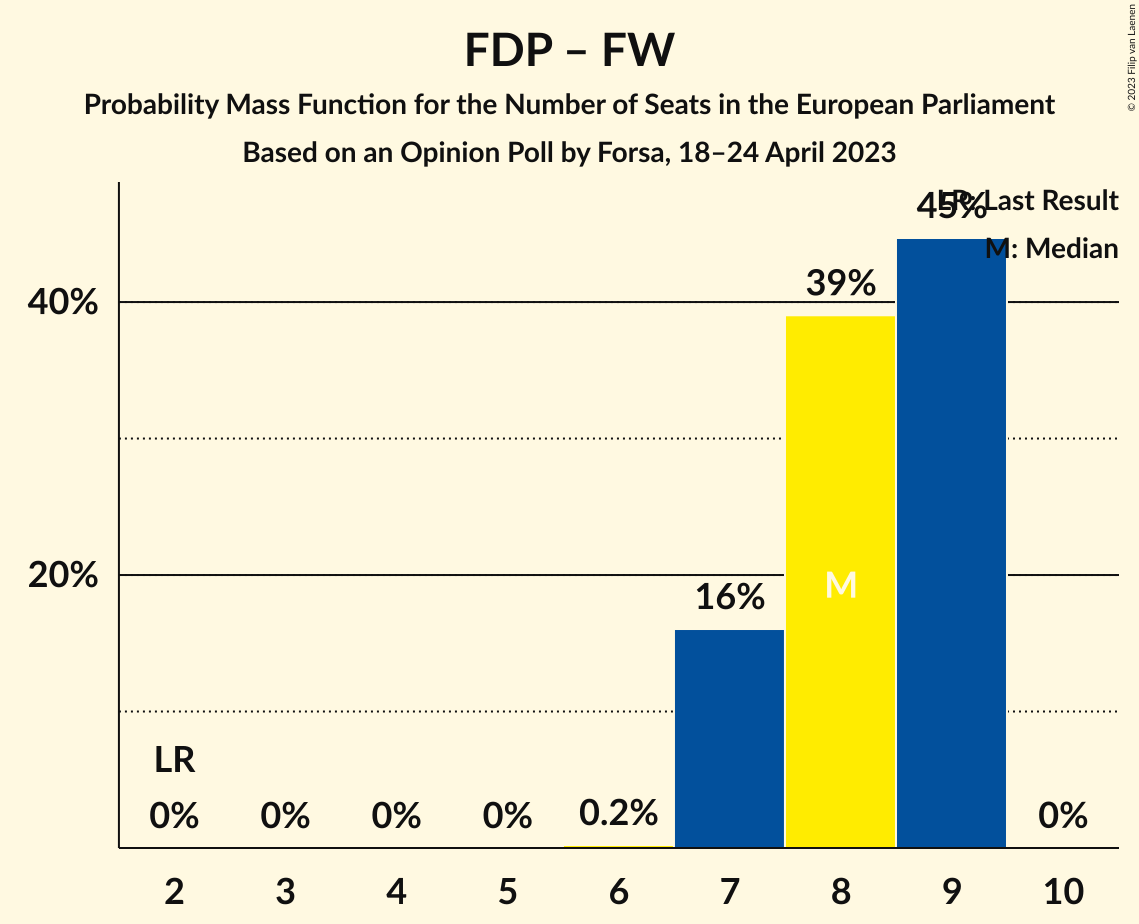 FDP – FW
Probability Mass Function for the Number of Seats in the European Parliament
Based on an Opinion Poll by Forsa, 18–24 April 2023
© 2023 Filip van Laenen
LR: Last Result
M: Median
45%
39%
40%
20%
16%
M
LR
0% 0% 0% 0% 0.2% 0%
2 3 4 5 6 7 8 9 10